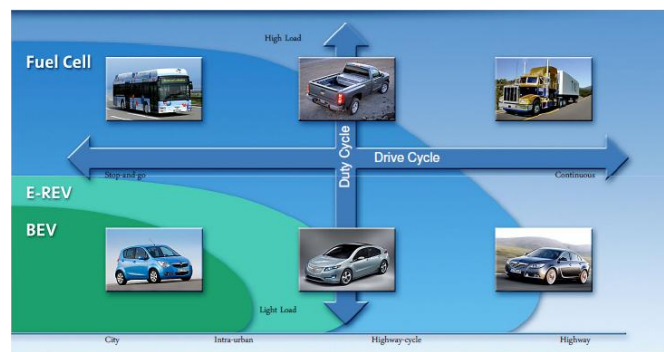 High Load
Fuel Cell
Duty Cycle
Drive Cycle
Stop-and-go
Continuous
E-REV
BEV
Light Load
City
Intra-urban
Highway-cycle
Highway